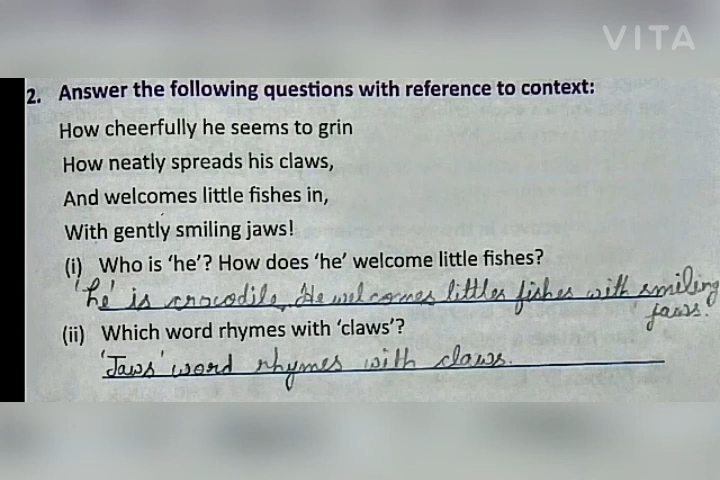 VITA
2. Answer the following questions with reference to context:
How cheerfully he seems to grin
How neatly spreads his claws,
And welcomes little fishes in,
With gently smiling jaws!
(i) Who is 'he'? How does 'he' welcome little fishes?
'he' is crocodile, He welcomes littles fishes with smiling
jaws.
(ii) Which word rhymes with 'claws'?
'Jaws' word rhymes with claws.